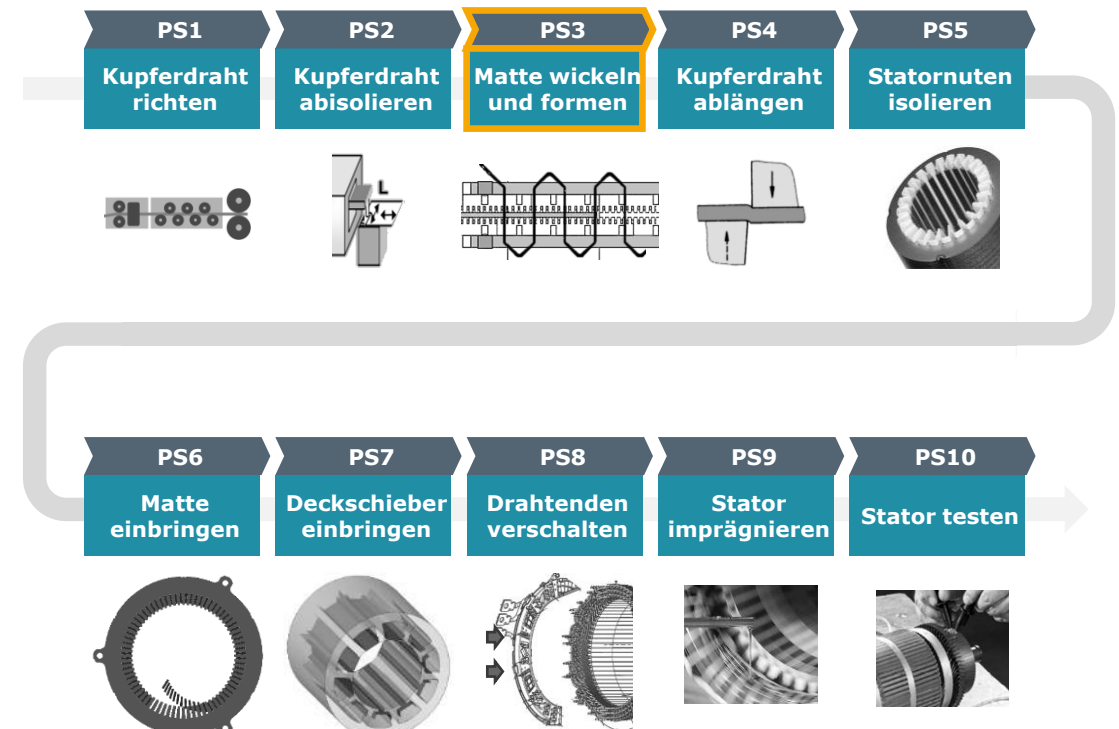 PS1
PS2
PS3
PS4
PS5
Kupferdraht
richten
Kupferdraht
abisolieren
Matte wickeln
und formen
Kupferdraht
ablängen
Statornuten
isolieren
L
PS6
PS7
PS8
PS9
PS10
Matte
einbringen
Deckschieber
einbringen
Drahtenden
verschalten
Stator
imprägnieren
Stator testen